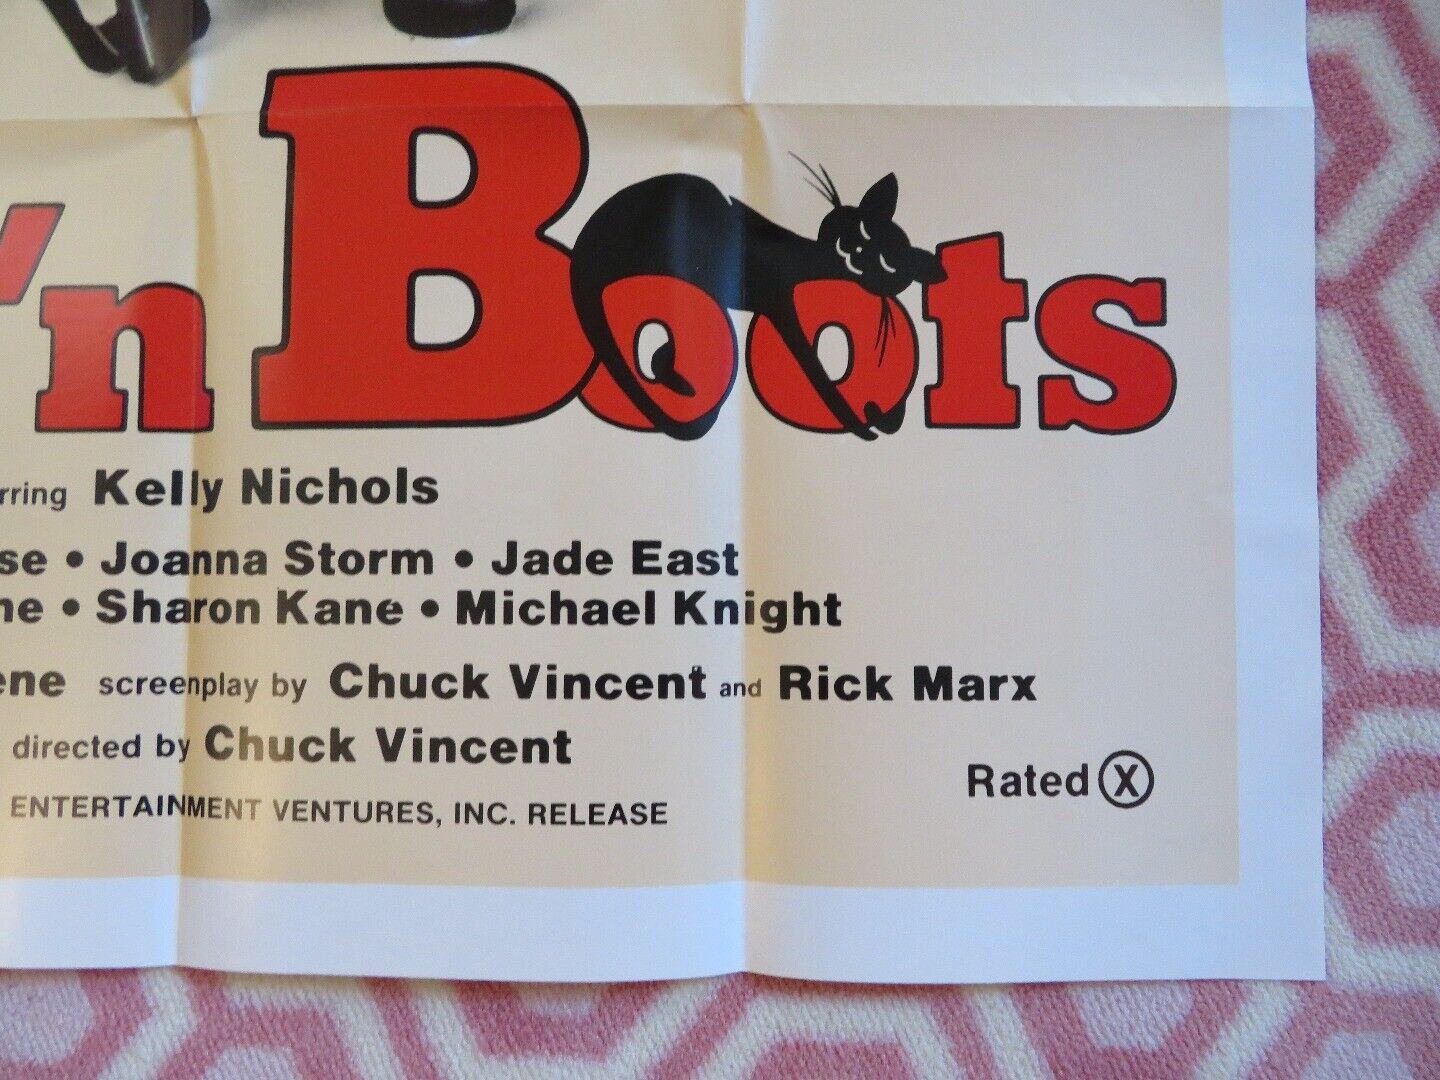 'n Boots
rring Kelly Nichols
se • Joanna Storm • Jade East
ne • Sharon Kane • Michael Knight
ene screenplay by Chuck Vincent and Rick Marx
directed by Chuck Vincent
Rated X
ENTERTAINMENT VENTURES, INC. RELEASE